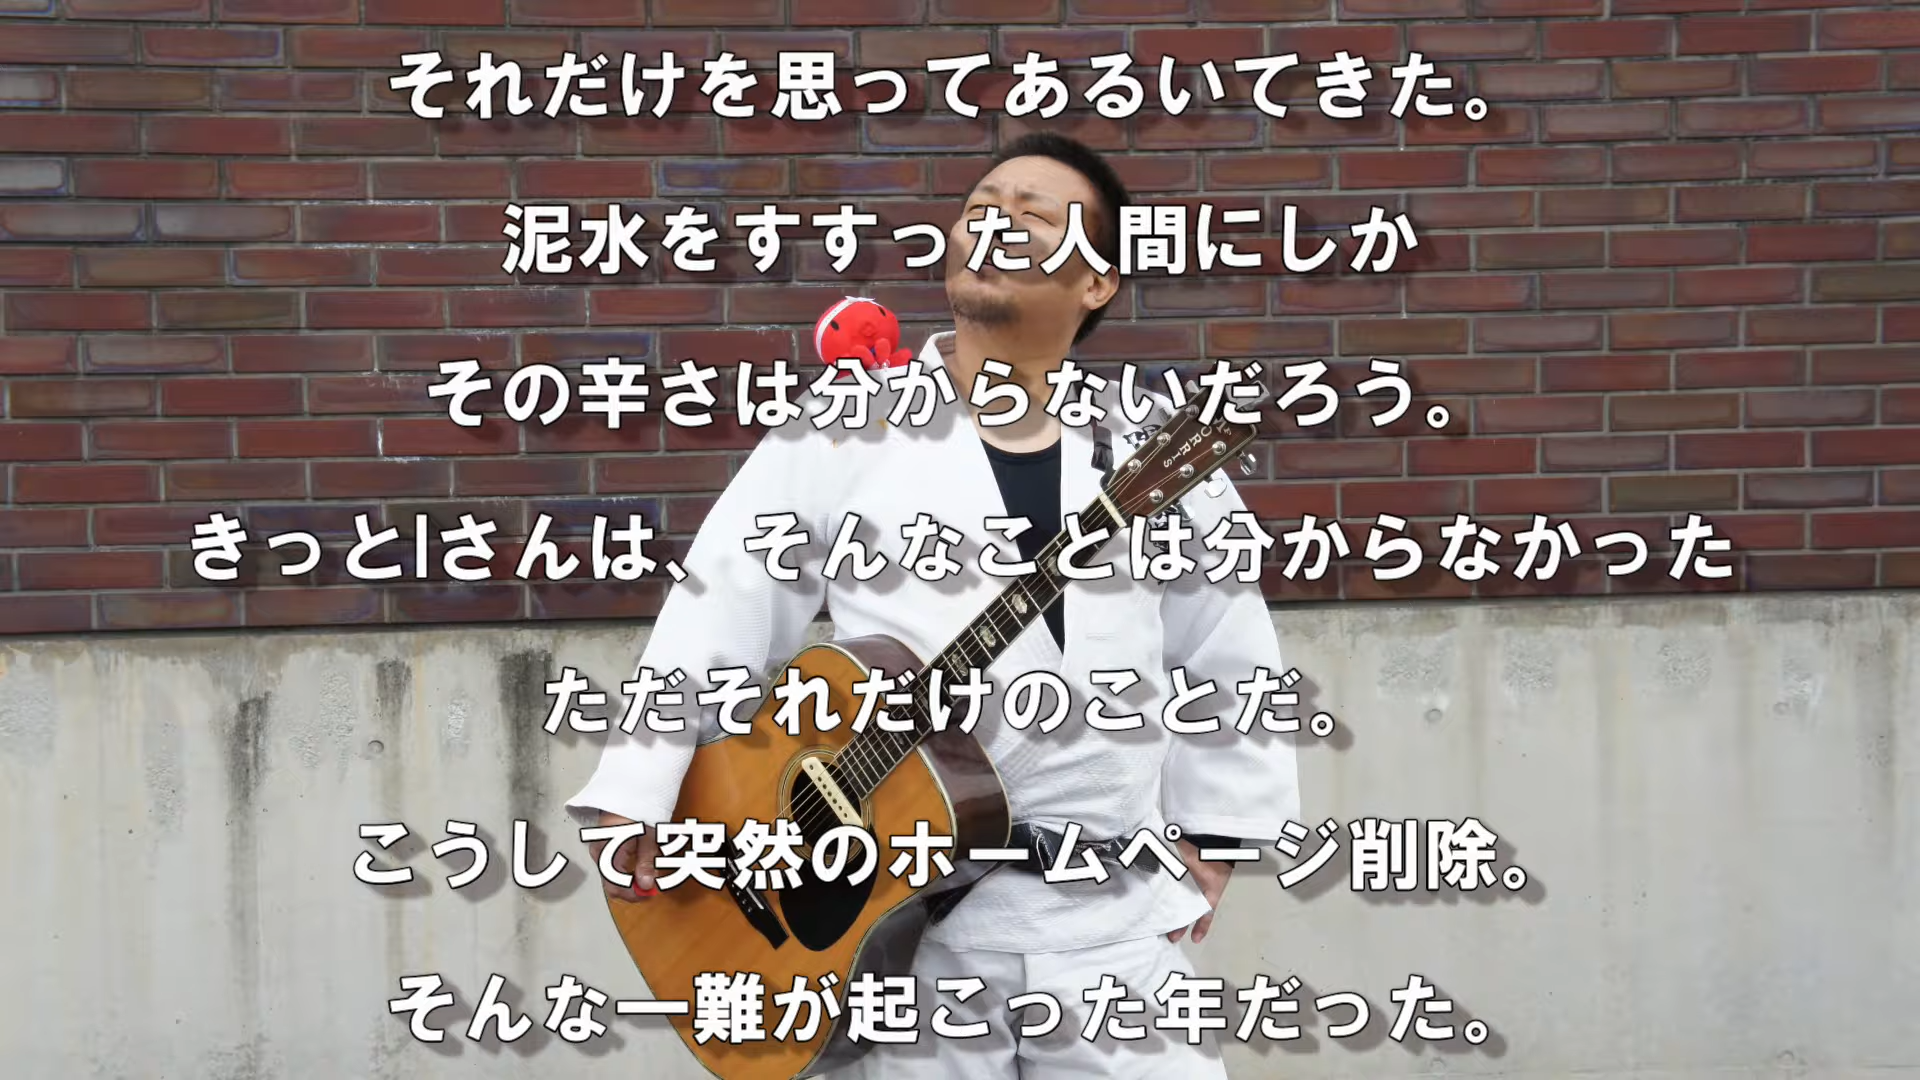 それだけを思ってあるいてきた。
泥水をすすった人間にしか
その辛さは分からないだろう。
きっとIさんは、そんなことは分からなかった
ただそれだけのことだ。
こうして突然のホームページ削除。
そんな一難が起こった年だった。
MORRIS